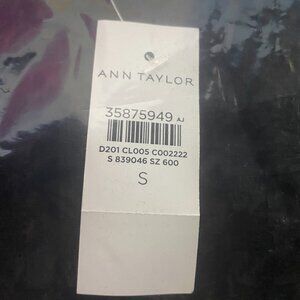 ANN TAYLOR
35875949 AJ
D201 CL005 C002222
S 839046 SZ 600
S